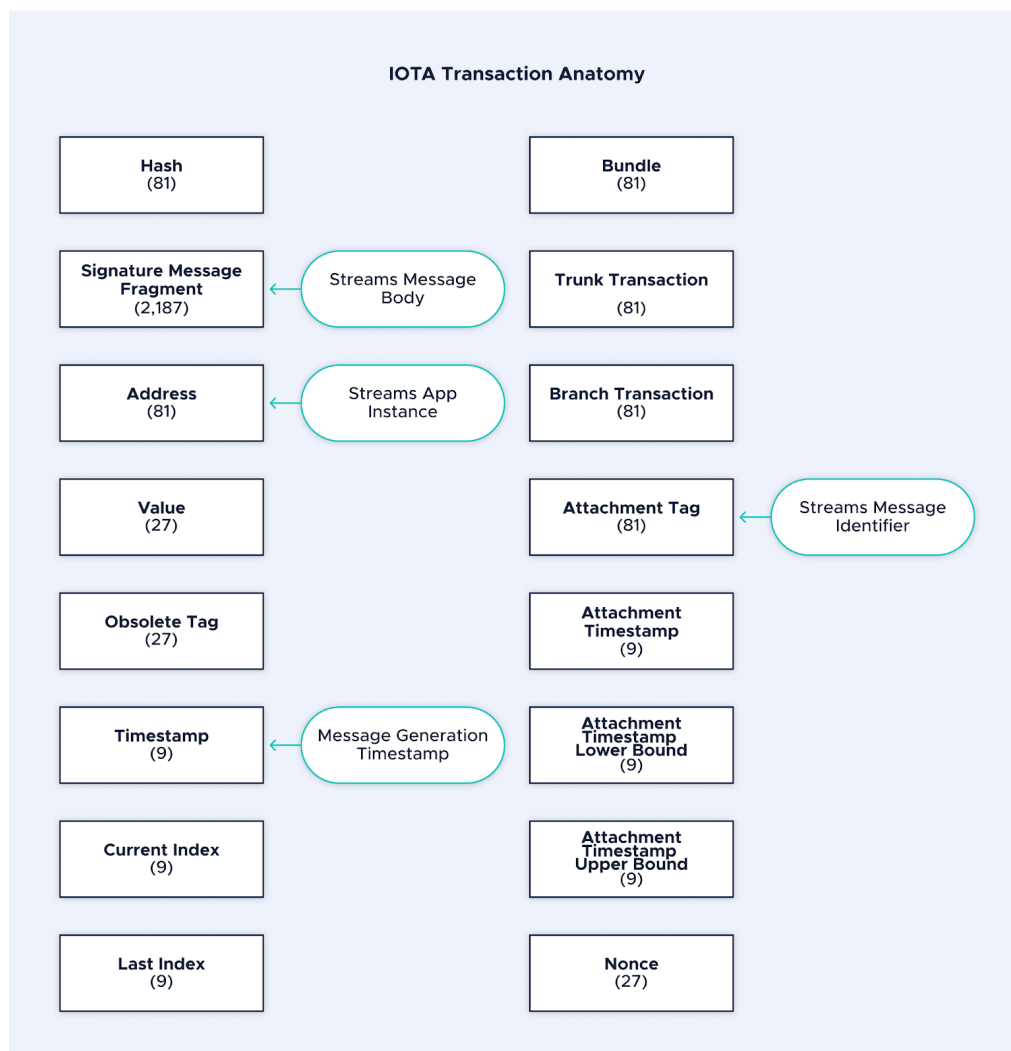 IOTA Transaction Anatomy
Hash
(81)
Bundle
(81)
Signature Message
Fragment
(2,187)
Streams Message
Body
Trunk Transaction
(81)
Address
(81)
Streams App
Instance
Branch Transaction
(81)
Value
(27)
Attachment Tag
(81)
Streams Message
Identifier
Obsolete Tag
(27)
Attachment
Timestamp
(9)
Timestamp
(9)
Message Generation
Timestamp
Attachment
Timestamp
Lower Bound
(9)
Current Index
(9)
Attachment
Timestamp
Upper Bound
(9)
Last Index
(9)
Nonce
(27)